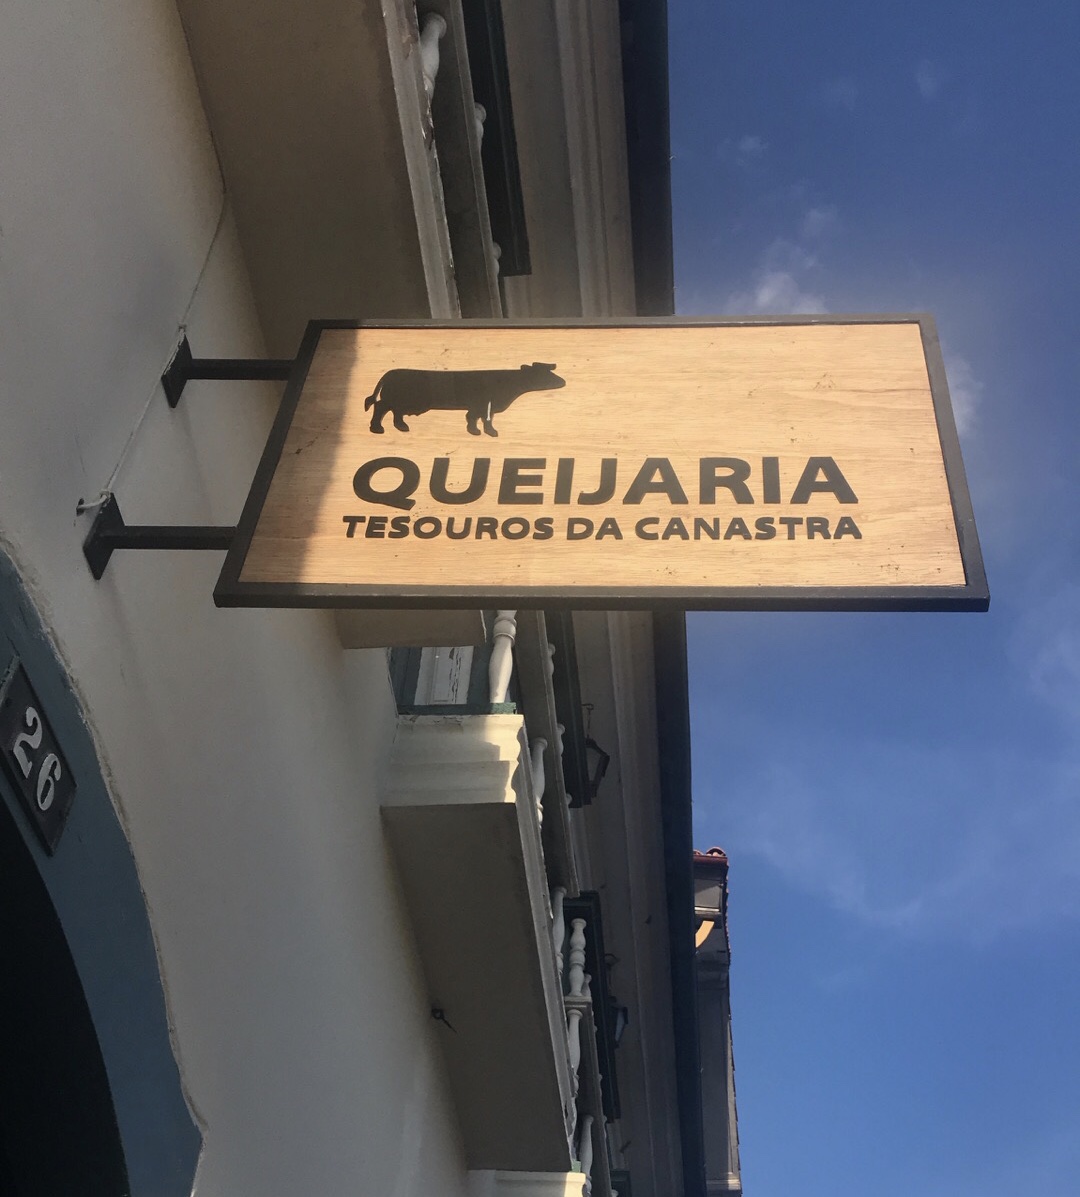 QUEIJARIA
TESOUROS DA CANASTRA
26